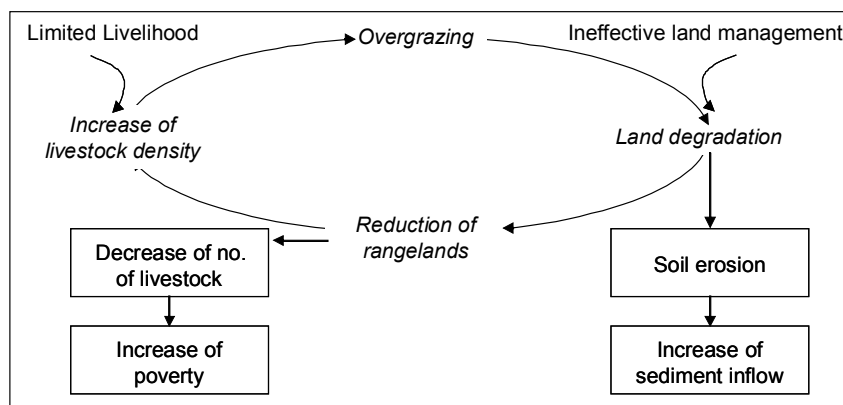 Limited Livelihood
Overgrazing
Ineffective land management
Increase of
livestock density
Land degradation
Reduction of
rangelands
Decrease of no.
of livestock
Soil erosion
Increase of
poverty
Increase of
sediment inflow